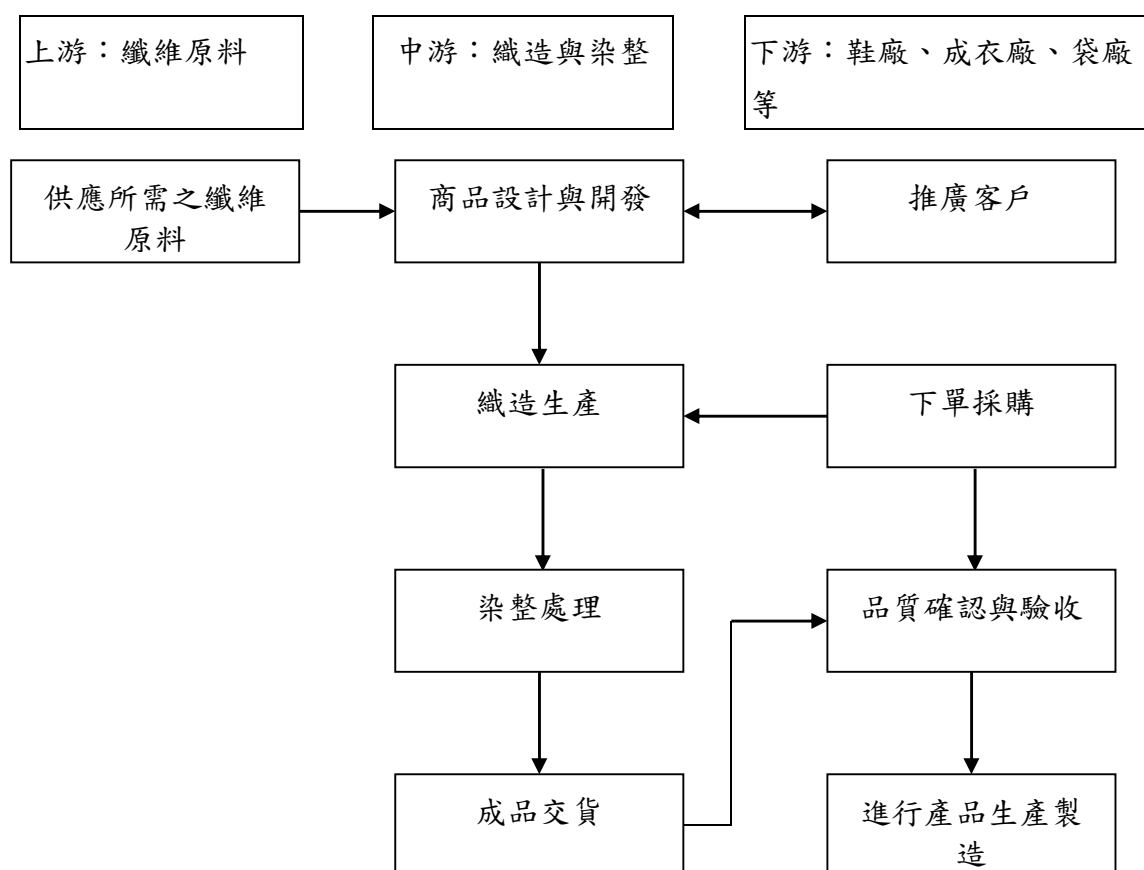 上游：纖維原料
中游：織造與染整
下游：鞋廠、成衣廠、袋廠
等
供應所需之纖維
原料
商品設計與開發
推廣客戶
織造生產
下單採購
染整處理
品質確認與驗收
成品交貨
進行產品生產製
造